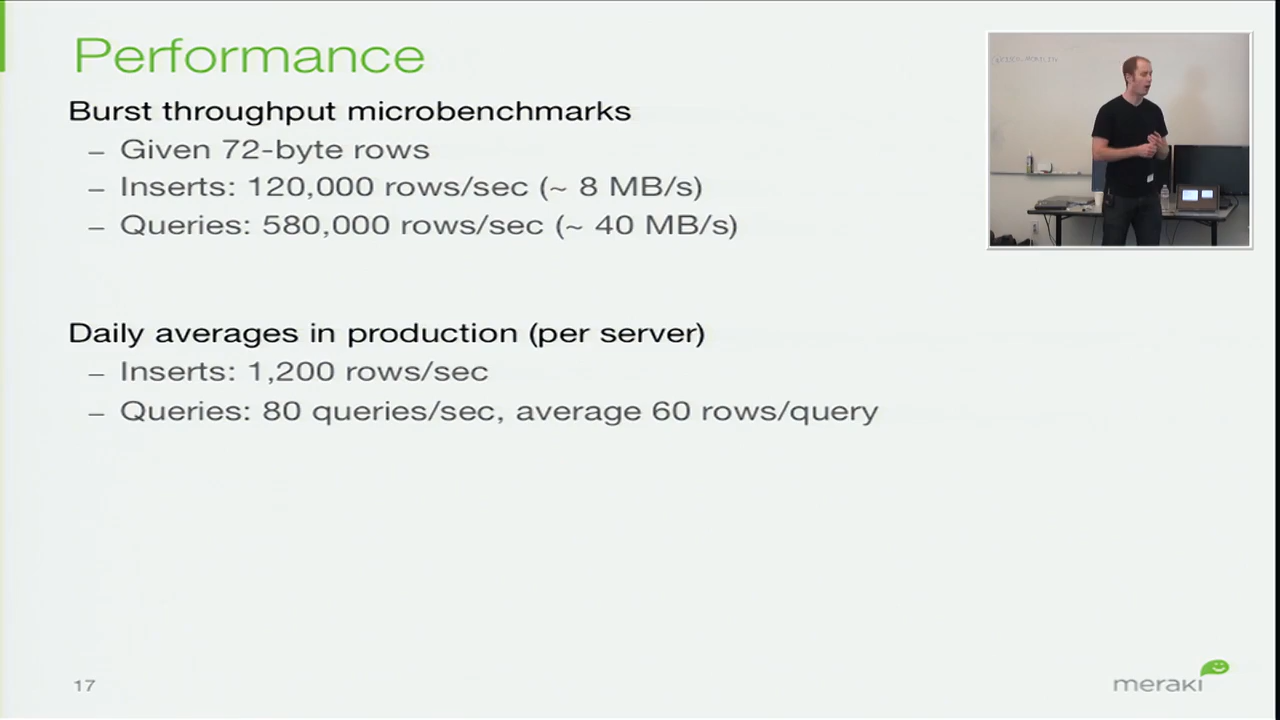 Performance
Burst throughput microbenchmarks
– Given 72-byte rows
– Inserts: 120,000 rows/sec (~ 8 MB/s)
– Queries: 580,000 rows/sec (~ 40 MB/s)
Daily averages in production (per server)
– Inserts: 1,200 rows/sec
– Queries: 80 queries/sec, average 60 rows/query
17
meraki